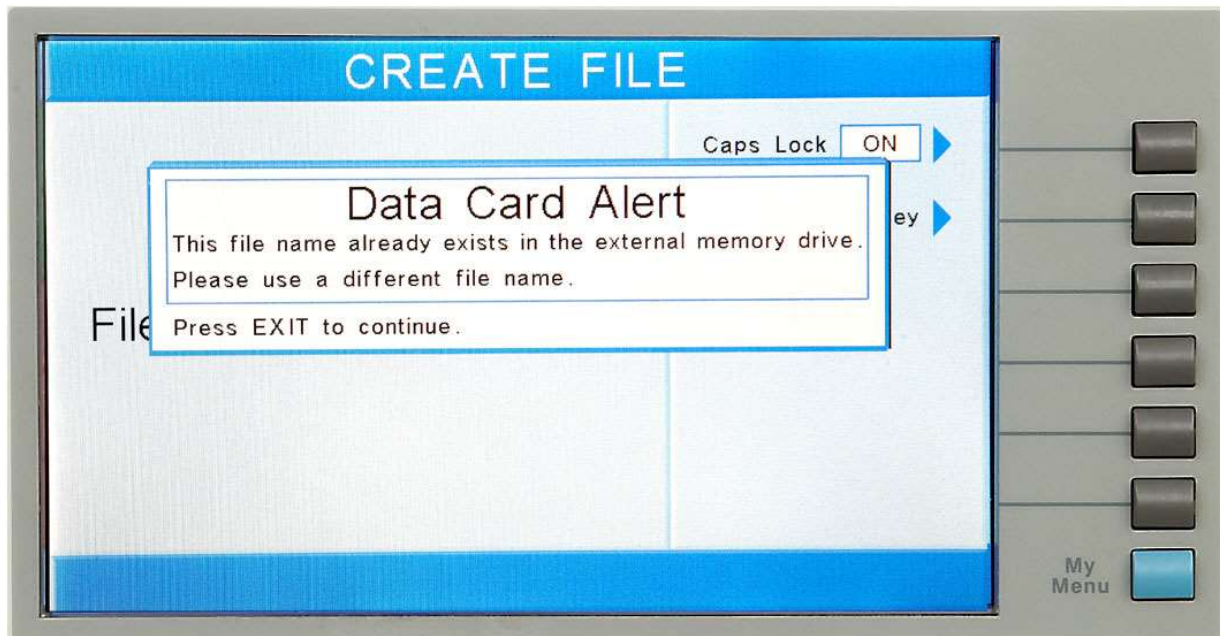 CREATE FILE
Caps Lock ON
Data Card Alert
This file name already exists in the external memory drive.
Please use a different file name.
Press EXIT to continue.
File
My
Menu